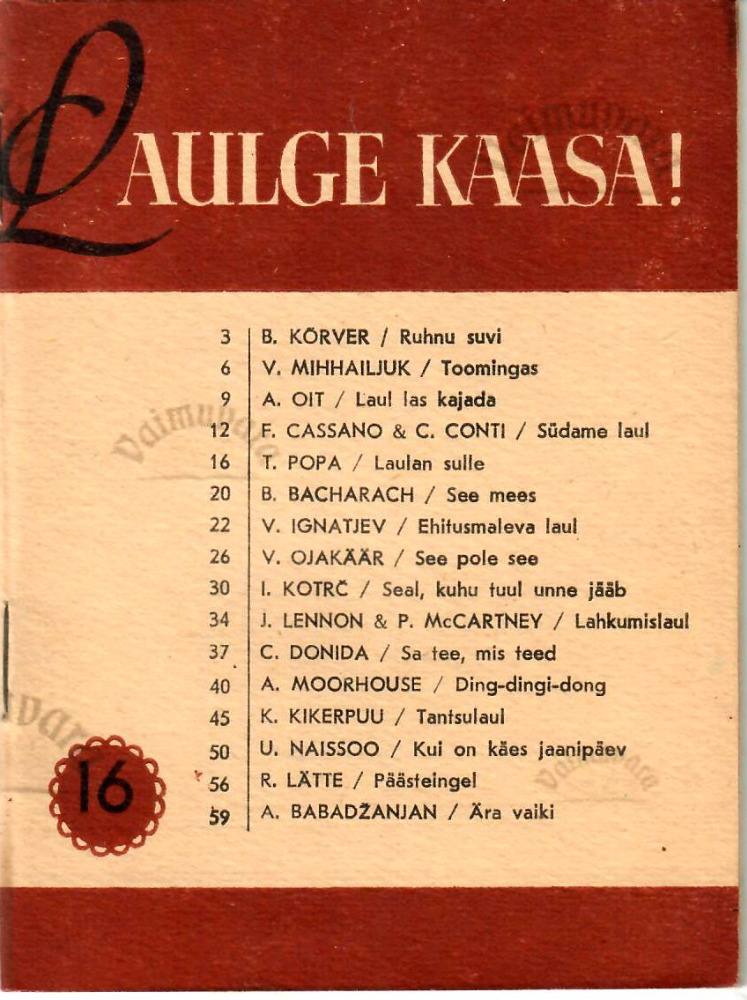 LAULGE KAASA!
3 B. KÕRVER / Ruhnu suvi
6 V. MIHHAILJUK / Toomingas
9 A. OIT / Laul las kajada
12 F. CASSANO & C. CONTI / Südame laul
16 T. POPA / Laulan sulle
20 B. BACHARACH / See mees
22 V. IGNATJEV / Ehitusmaleva laul
26 V. OJAKÄÄR / See pole see
30 I. KOTRČ / Seal, kuhu tuul unne jääb
34 J. LENNON & P. McCARTNEY / Lahkumislaul
37 C. DONIDA / Sa tee, mis teed
40 A. MOORHOUSE / Ding-dingi-dong
45 K. KIKERPUU / Tantsulaul
50 U. NAISSOO / Kui on käes jaanipäev
56 R. LÄTTE / Päästeingel
59 A. BABADŽANJAN / Ära vaiki
16
Vaimuvara
Vaimuvara
Vaimuvara